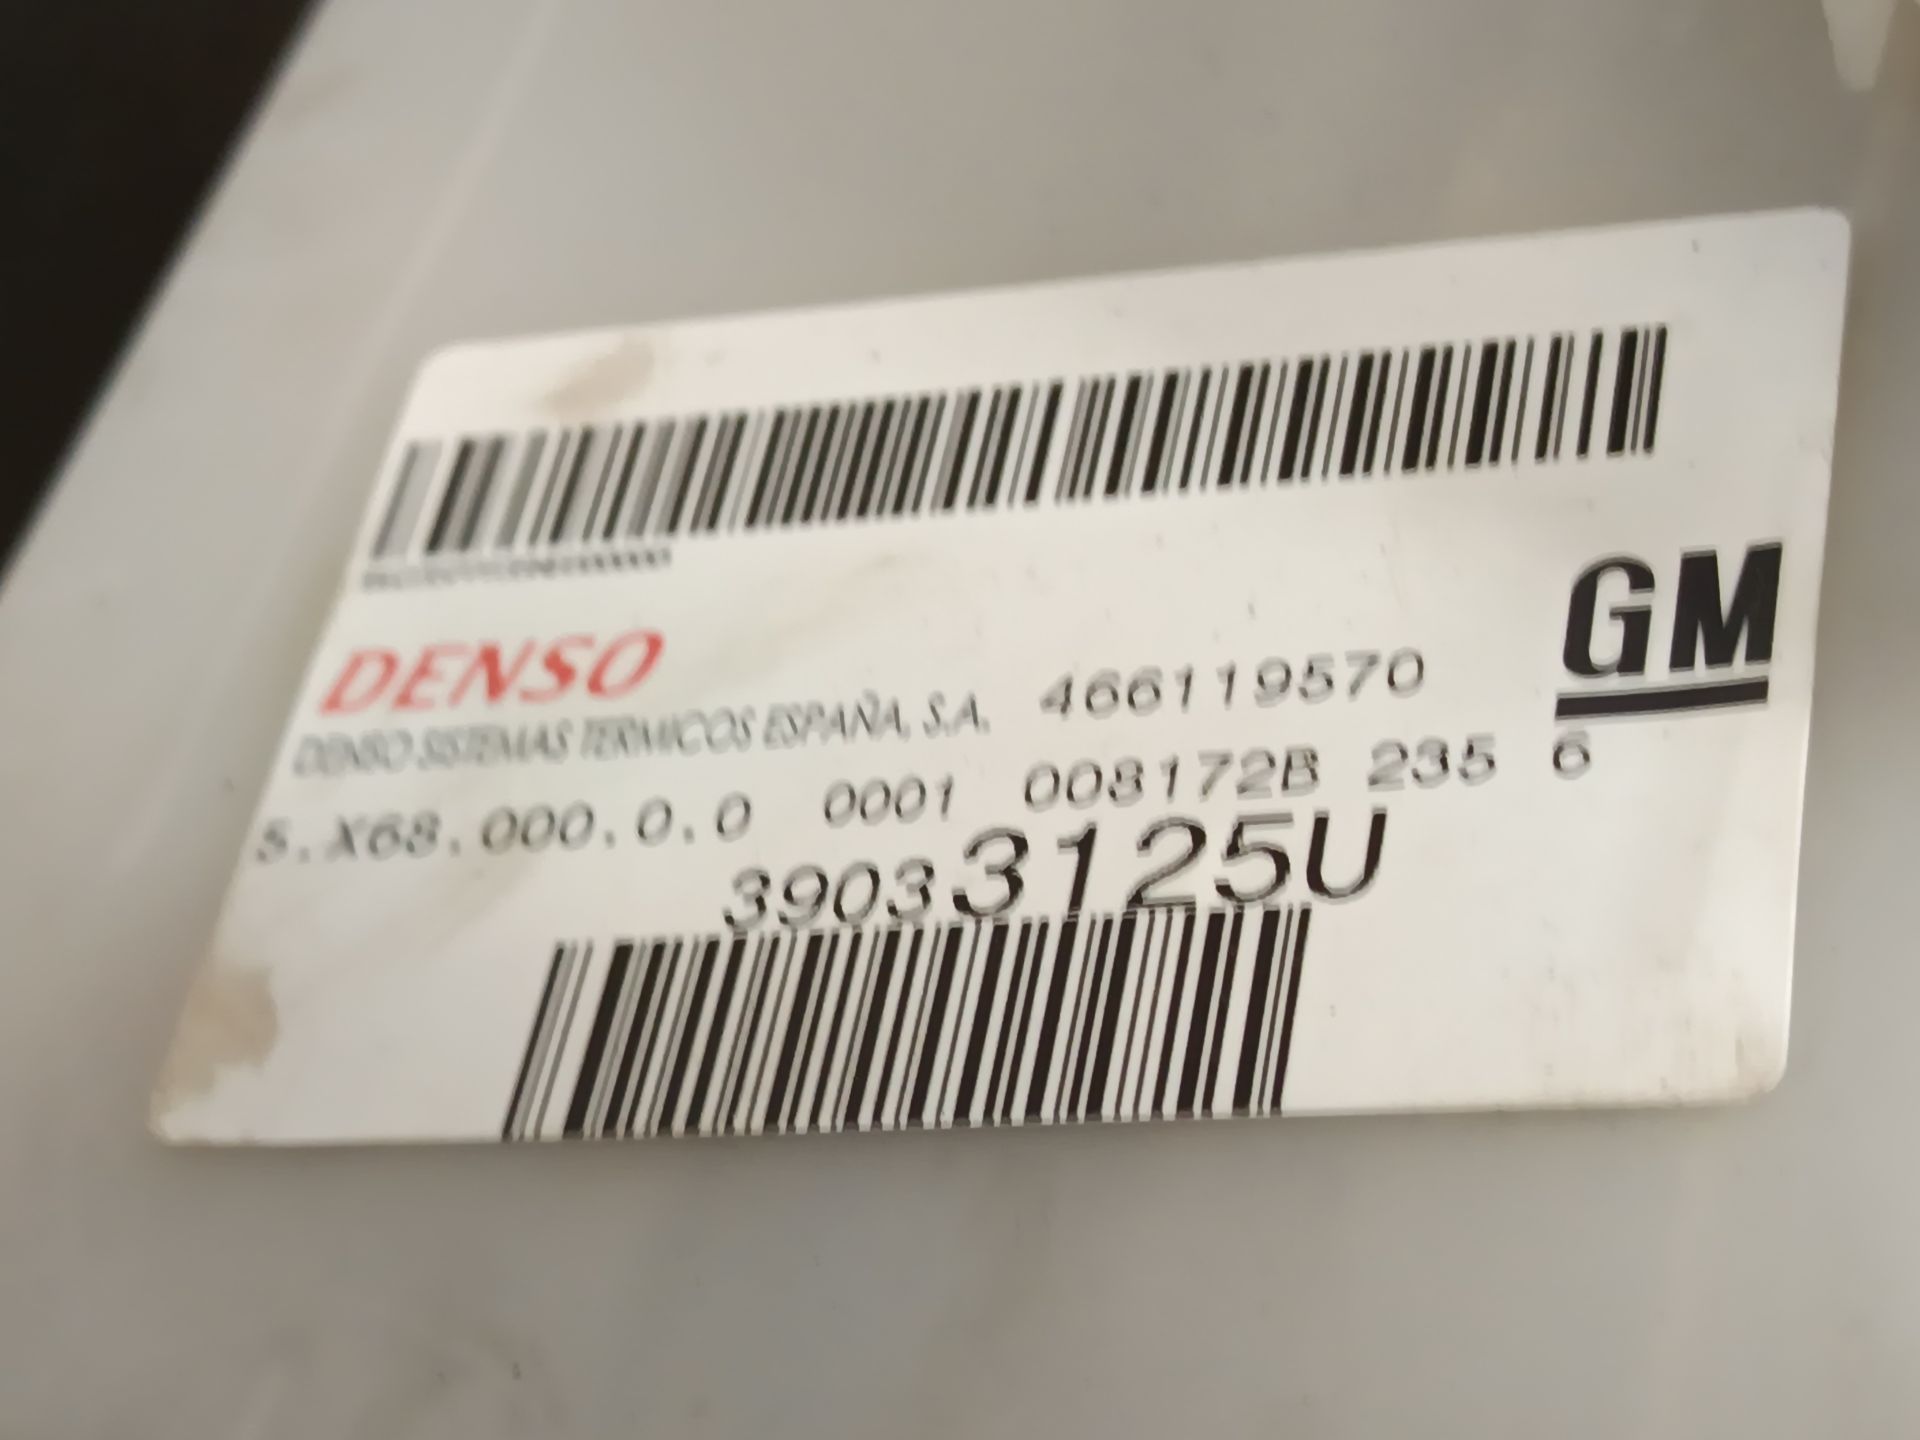 DENSO
GM
DENSO SISTEMAS TERMICOS ESPAÑA, S.A. 466119570
5.X68.000.0.0 0001 008172B 235 6
39033125U